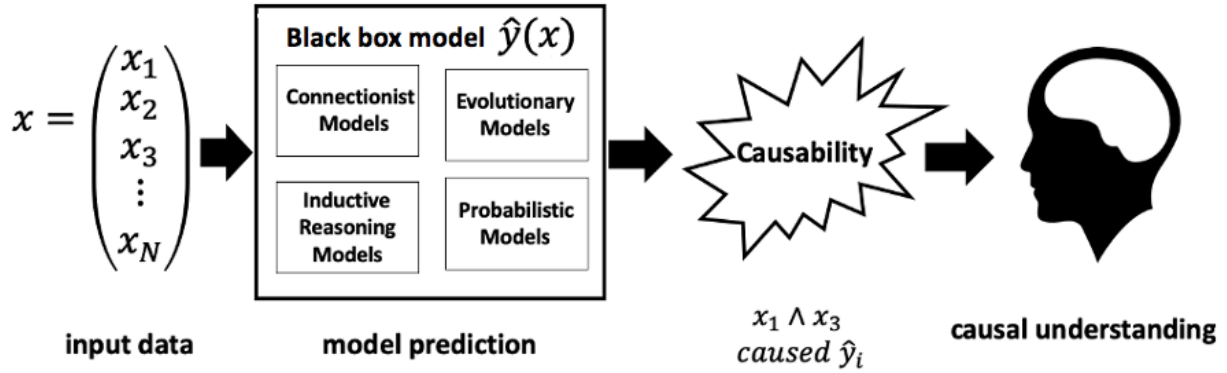 x =
x₁
x₂
x₃
⋮
x_N
Black box model ŷ(x)
Connectionist
Models
Evolutionary
Models
Inductive
Reasoning
Models
Probabilistic
Models
Causability
x₁ ∧ x₃
caused ŷᵢ
input data
model prediction
causal understanding